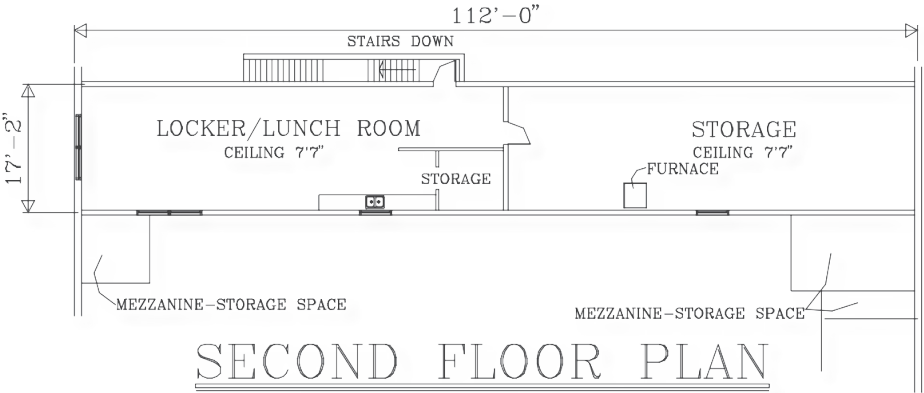 112'-0"
STAIRS DOWN
17'-2"
LOCKER/LUNCH ROOM
CEILING 7'7"
STORAGE
CEILING 7'7"
FURNACE
STORAGE
MEZZANINE-STORAGE SPACE
MEZZANINE-STORAGE SPACE
SECOND FLOOR PLAN